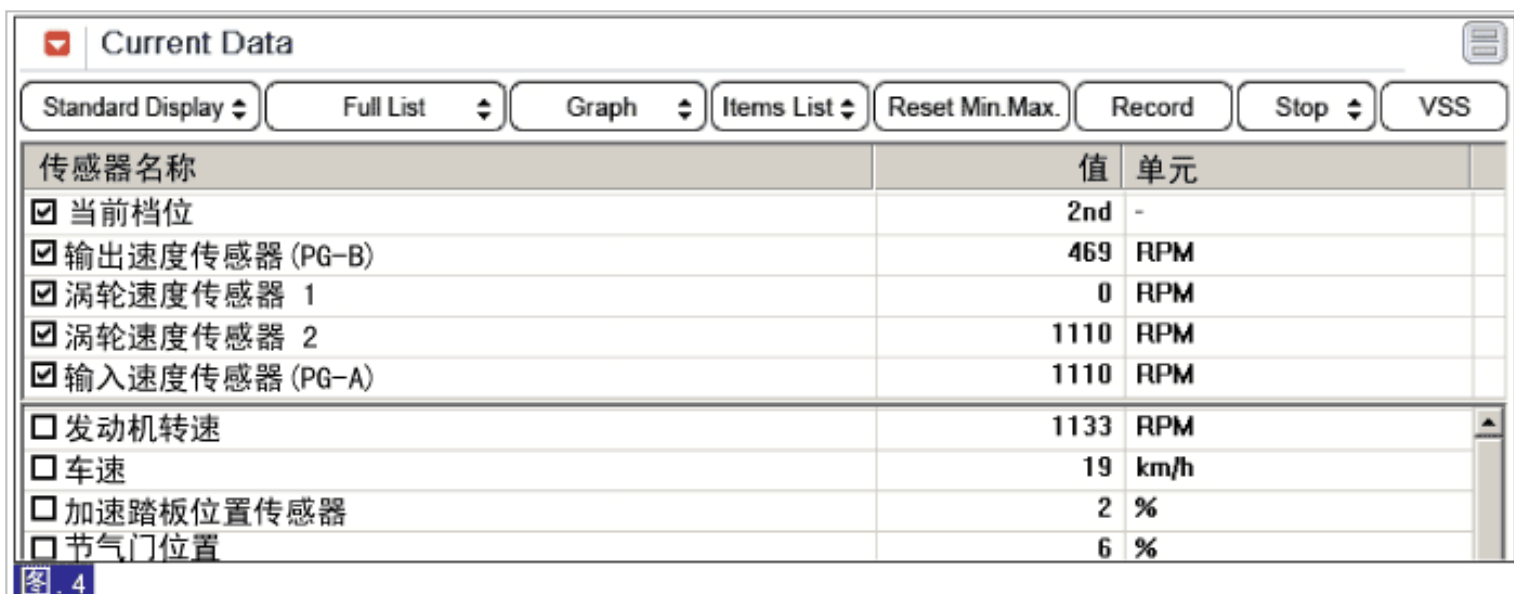 Current Data
Standard Display Full List Graph Items List Reset Min.Max. Record Stop VSS
传感器名称 值 单元
当前档位 2nd -
输出速度传感器(PG-B) 469 RPM
涡轮速度传感器 1 0 RPM
涡轮速度传感器 2 1110 RPM
输入速度传感器(PG-A) 1110 RPM
发动机转速 1133 RPM
车速 19 km/h
加速踏板位置传感器 2 %
节气门位置 6 %
图.4